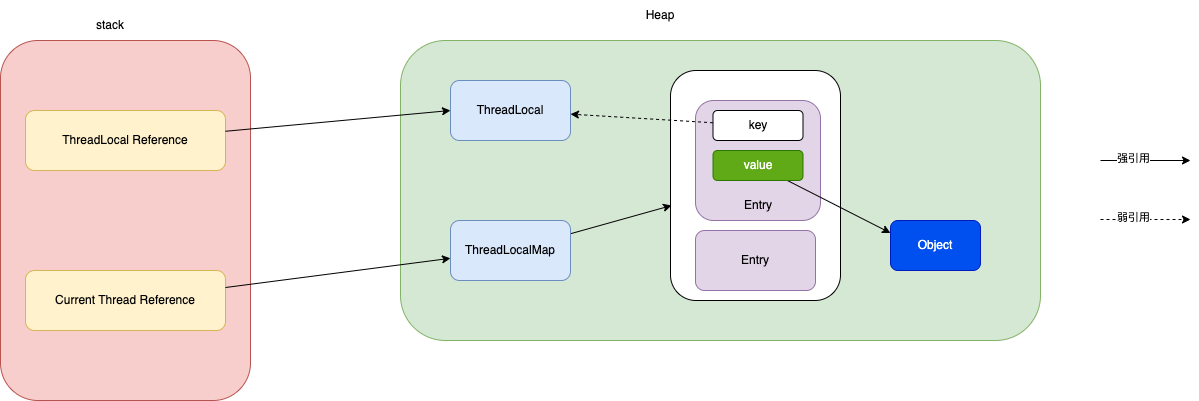 stack
Heap
ThreadLocal Reference
ThreadLocal
key
value
Entry
强引用
弱引用
Current Thread Reference
ThreadLocalMap
Entry
Object